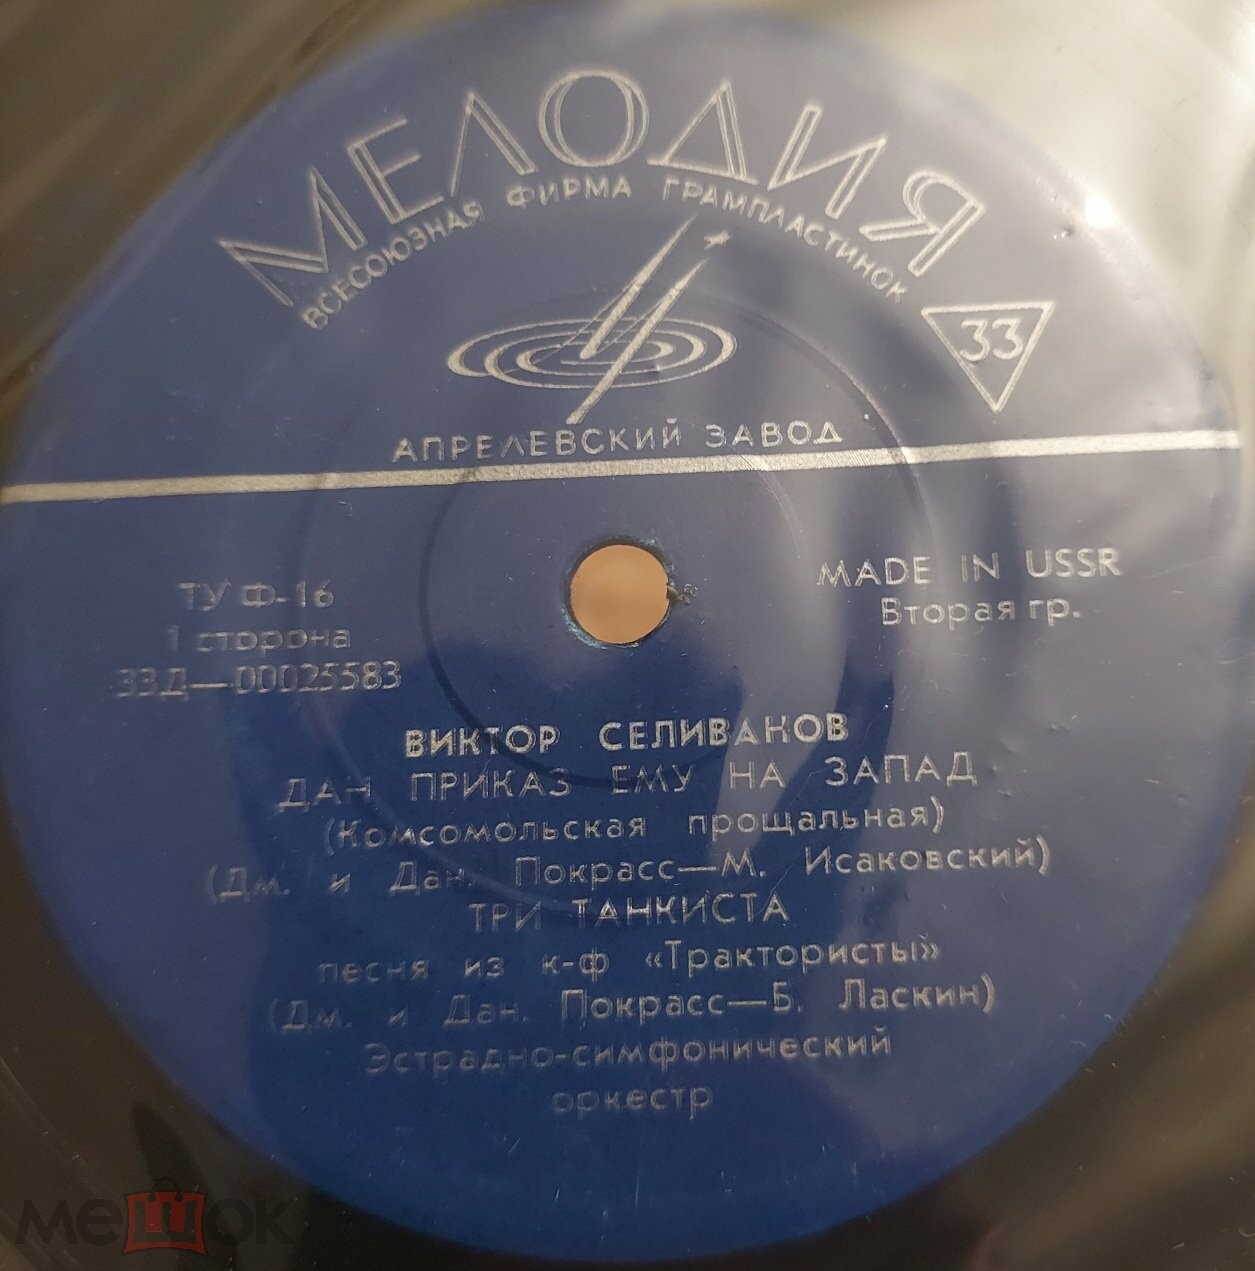 МЕЛОДИЯ
ВСЕСОЮЗНАЯ ФИРМА ГРАМПЛАСТИНОК
33
АПРЕЛЕВСКИЙ ЗАВОД
ТУ Ф-16
1 сторона
33Д—00025583
MADE IN USSR
Вторая гр.
ВИКТОР СЕЛИВАНОВ
ДАН ПРИКАЗ ЕМУ НА ЗАПАД
(Комсомольская прощальная)
(Дм. и Дан. Покрасс—М. Исаковский)
ТРИ ТАНКИСТА
песня из к-ф «Трактористы»
(Дм. и Дан. Покрасс—Б. Ласкин)
Эстрадно-симфонический
оркестр
мешок